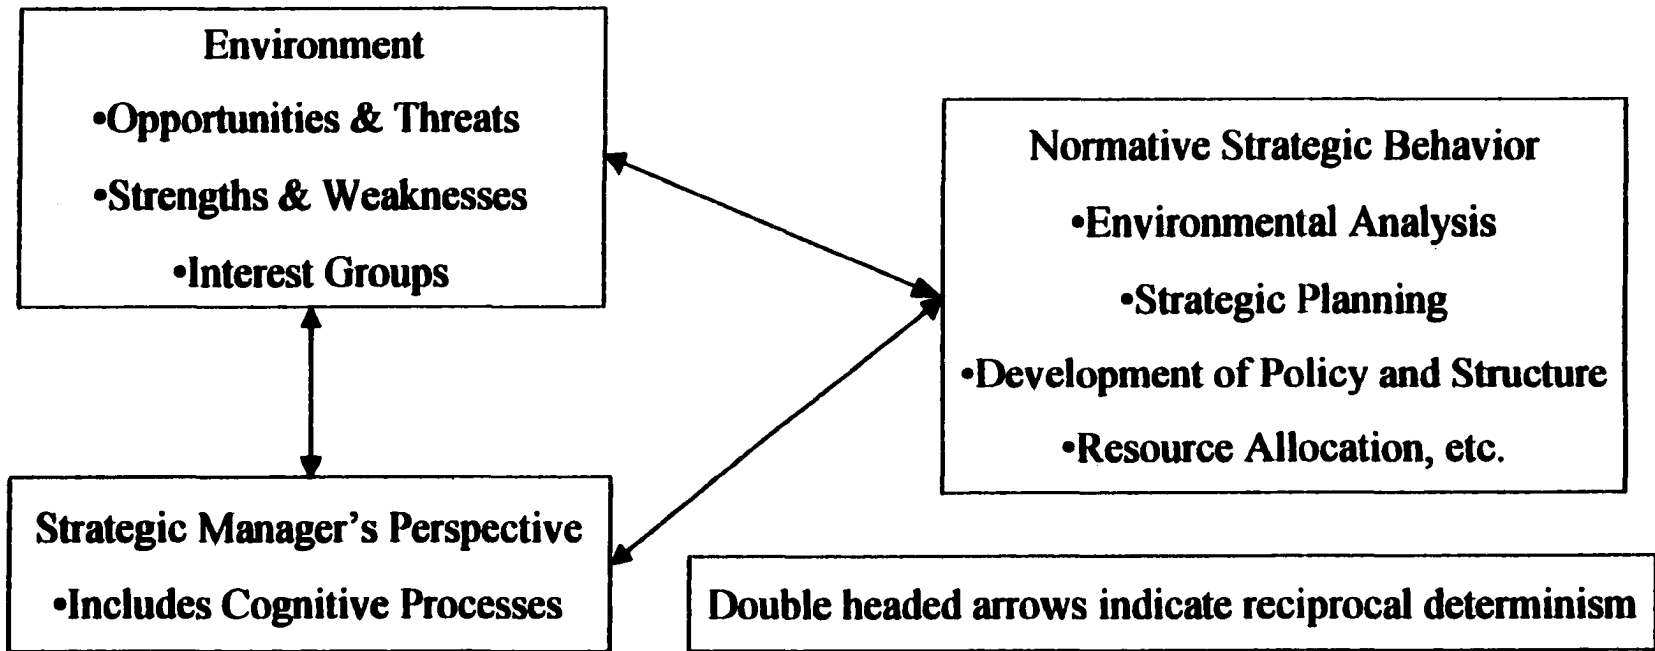 Environment
•Opportunities & Threats
•Strengths & Weaknesses
•Interest Groups
Normative Strategic Behavior
•Environmental Analysis
•Strategic Planning
•Development of Policy and Structure
•Resource Allocation, etc.
Strategic Manager's Perspective
•Includes Cognitive Processes
Double headed arrows indicate reciprocal determinism